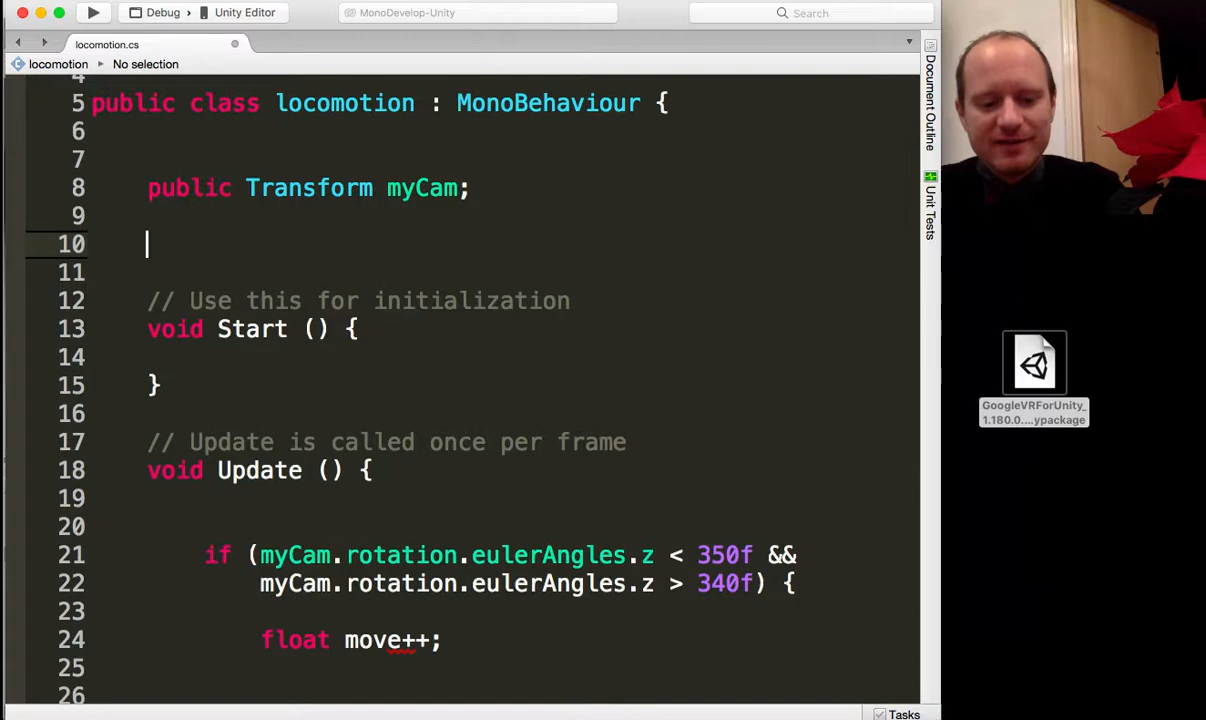 Debug > Unity Editor
MonoDevelop-Unity
Search
locomotion.cs
locomotion > No selection
4
5 public class locomotion : MonoBehaviour {
6
7
8 public Transform myCam;
9
10
11
12 // Use this for initialization
13 void Start () {
14
15 }
16
17 // Update is called once per frame
18 void Update () {
19
20
21 if (myCam.rotation.eulerAngles.z < 350f &&
22 myCam.rotation.eulerAngles.z > 340f) {
23
24 float move++;
25
26
Document Outline
Unit Tests
GoogleVRForUnity_
1.180.0....ypackage
Tasks